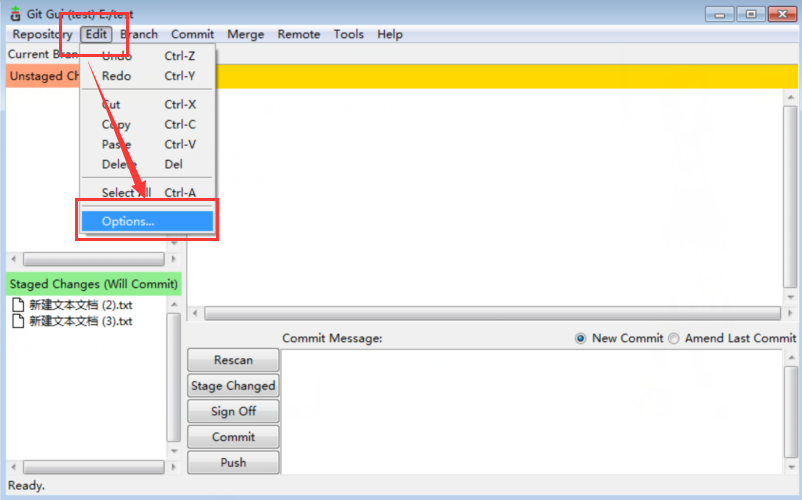 Git Gui (test) E:/test
Repository Edit Branch Commit Merge Remote Tools Help
Current Bran
Undo Ctrl-Z
Unstaged Ch
Redo Ctrl-Y
Cut Ctrl-X
Copy Ctrl-C
Paste Ctrl-V
Delete Del
Select All Ctrl-A
Options...
Staged Changes (Will Commit)
新建文本文档 (2).txt
新建文本文档 (3).txt
Commit Message:
New Commit
Amend Last Commit
Rescan
Stage Changed
Sign Off
Commit
Push
Ready.